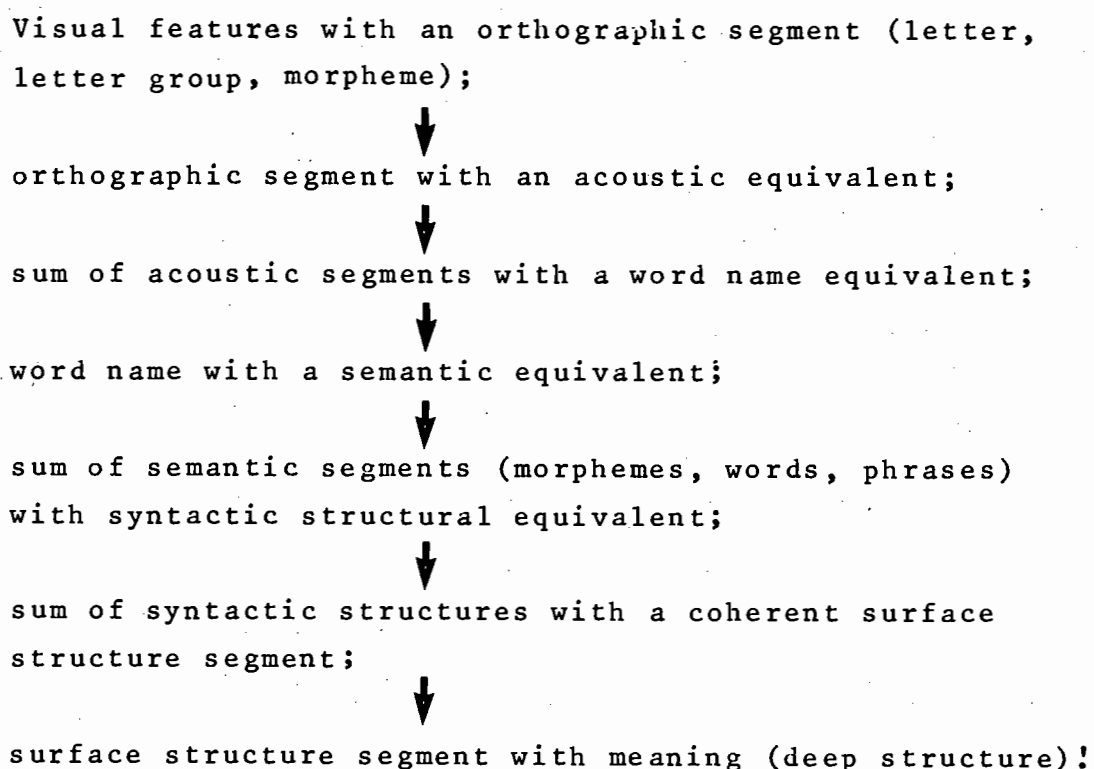 Visual features with an orthographic segment (letter,
letter group, morpheme);
orthographic segment with an acoustic equivalent;
sum of acoustic segments with a word name equivalent;
word name with a semantic equivalent;
sum of semantic segments (morphemes, words, phrases)
with syntactic structural equivalent;
sum of syntactic structures with a coherent surface
structure segment;
surface structure segment with meaning (deep structure)!